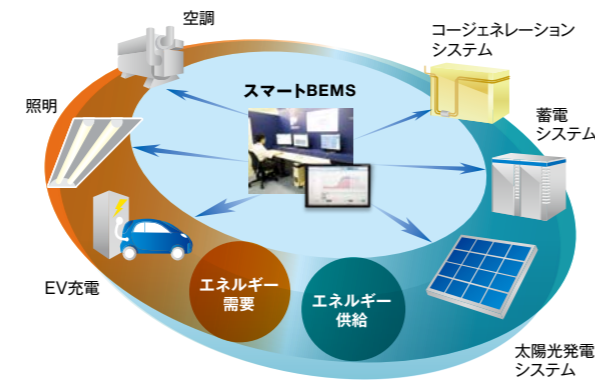 空調
コージェネレーション
システム
照明
スマートBEMS
蓄電
システム
EV充電
エネルギー
需要
エネルギー
供給
太陽光発電
システム